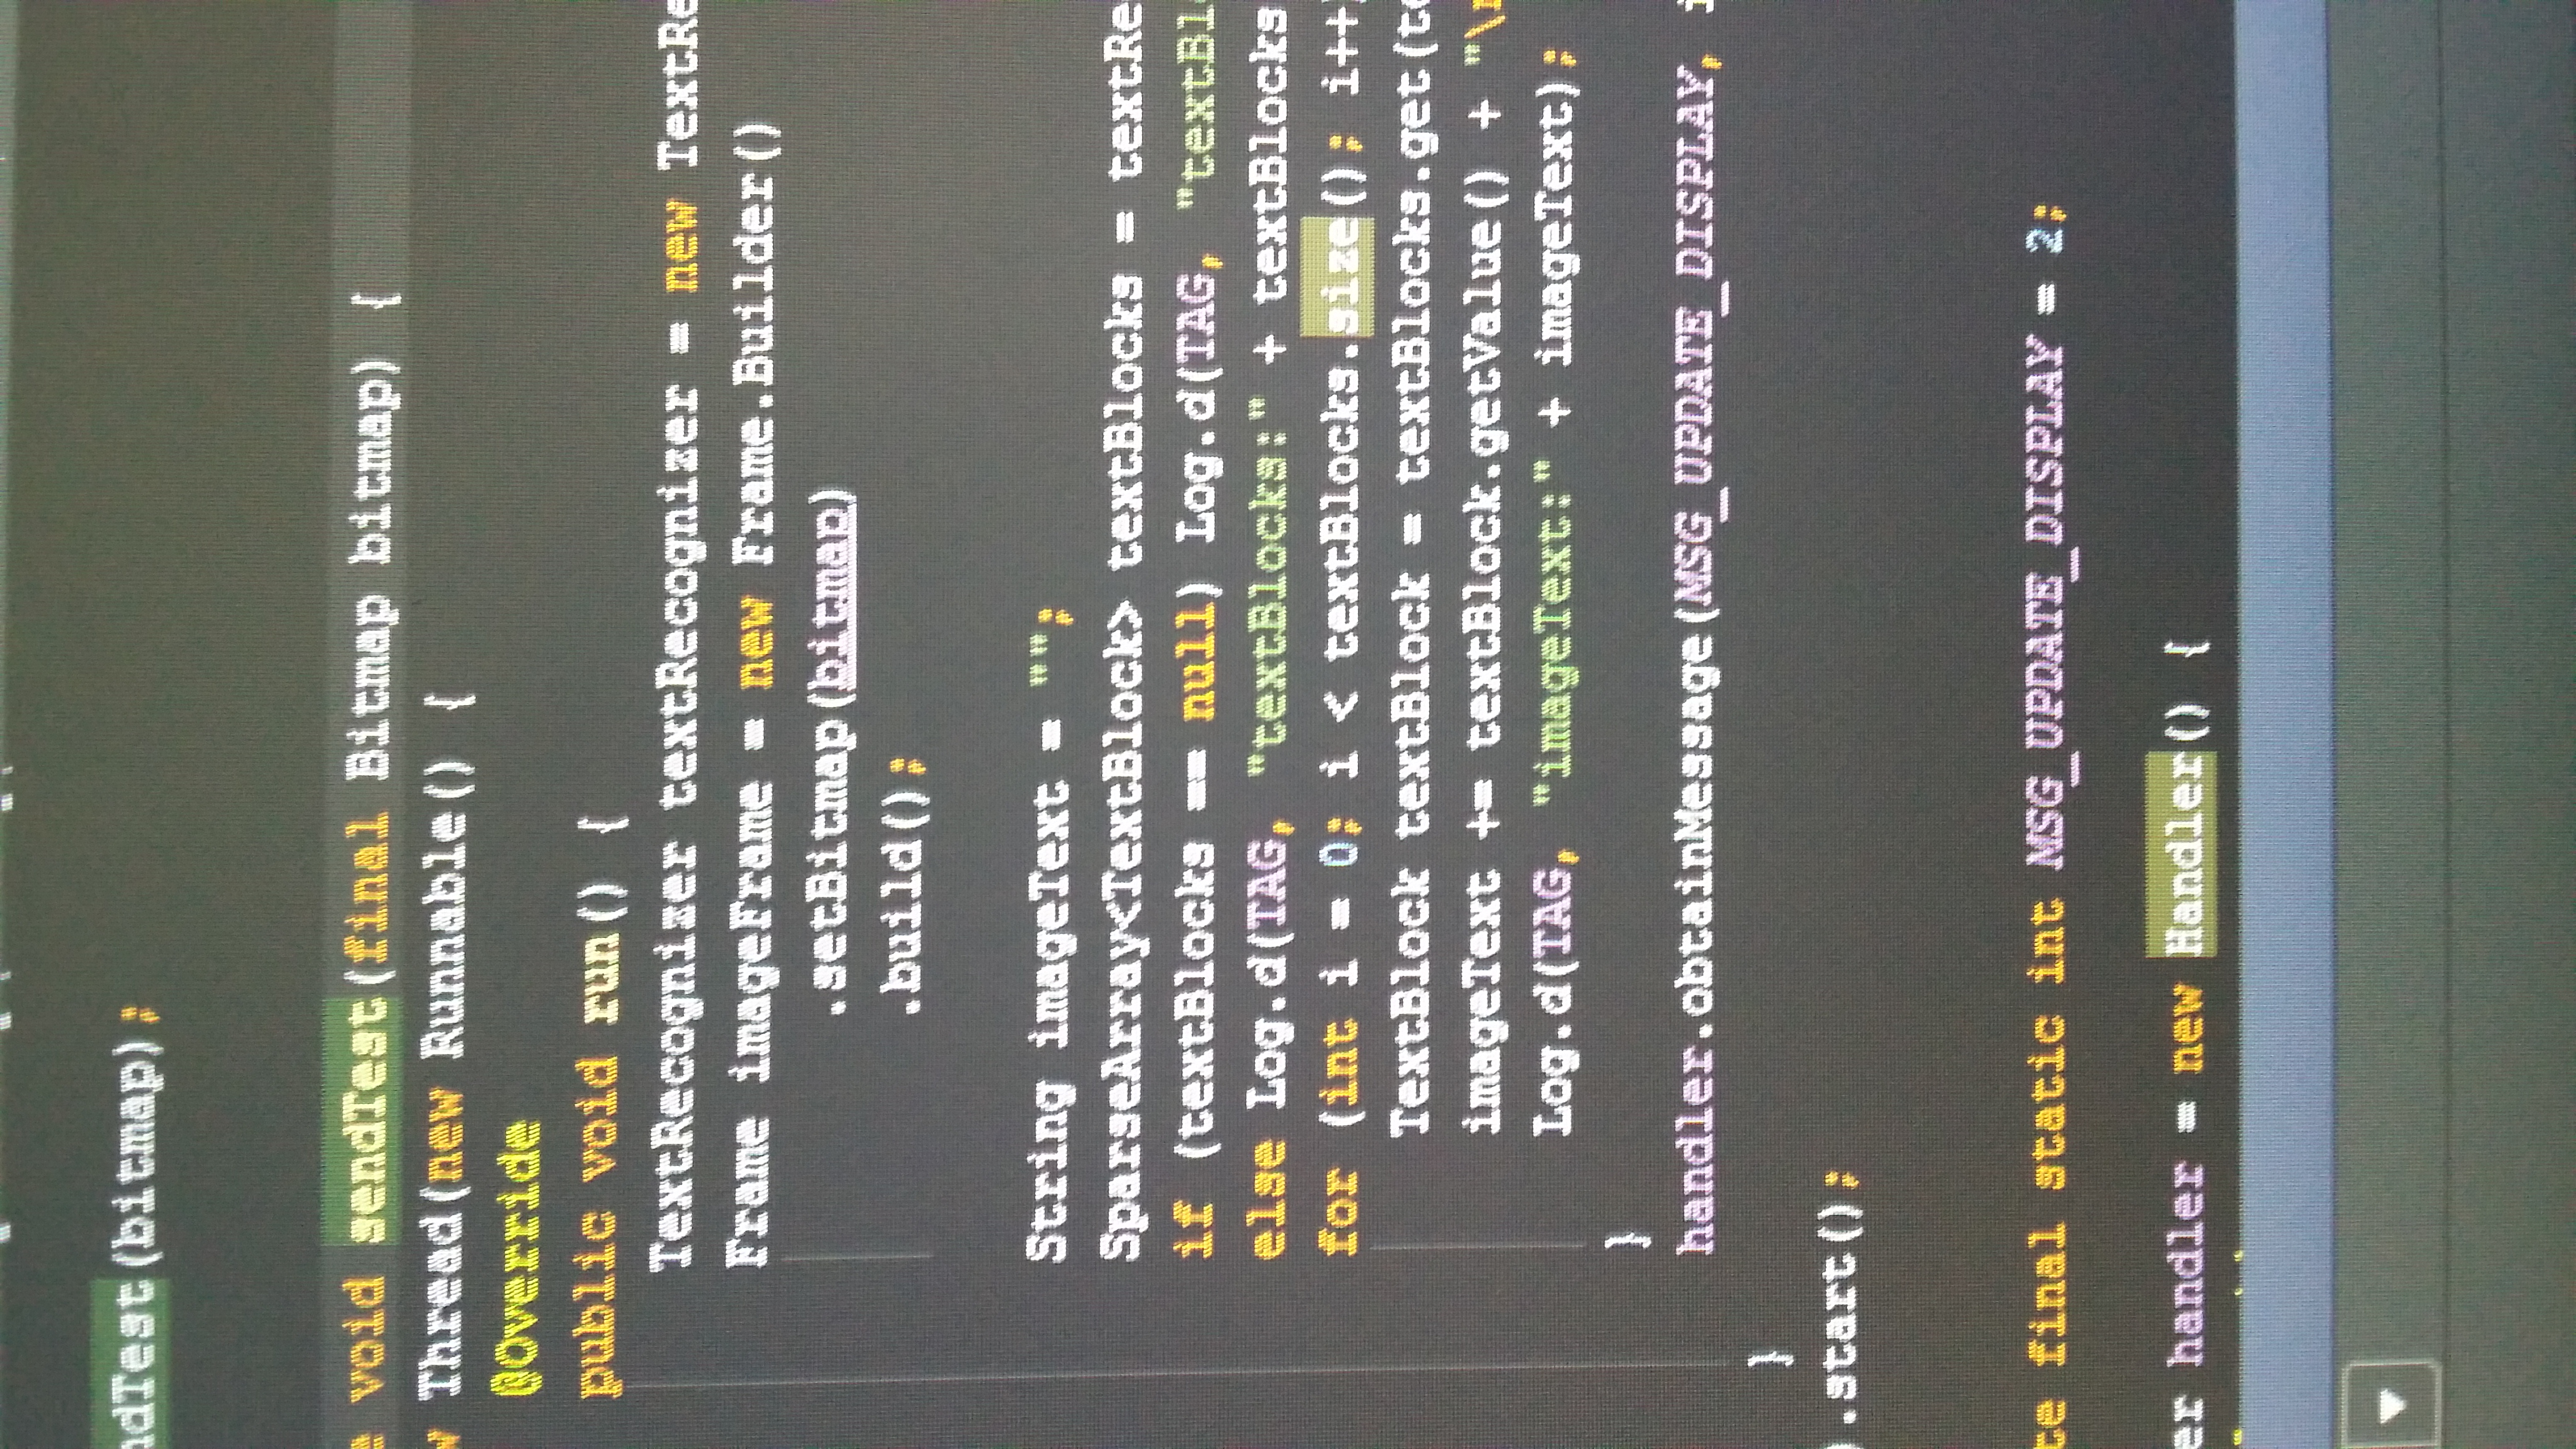 ndTest(bitmap);
e void sendTest(final Bitmap bitmap) {
w Thread(new Runnable() {
@Override
public void run() {
TextRecognizer textRecognizer = new TextRe
Frame imageFrame = new Frame.Builder()
.setBitmap(bitmap)
.build();
String imageText = "";
SparseArray<TextBlock> textBlocks = textRe
if (textBlocks == null) Log.d(TAG, "textBl
else Log.d(TAG, "textBlocks:" + textBlocks
for (int i = 0; i < textBlocks.size(); i++
TextBlock textBlock = textBlocks.get(te
imageText += textBlock.getValue() + "\n
Log.d(TAG, "imageText:" + imageText);
}
handler.obtainMessage(MSG_UPDATE_DISPLAY, i
}
).start();
te final static int MSG_UPDATE_DISPLAY = 2;
er handler = new Handler() {